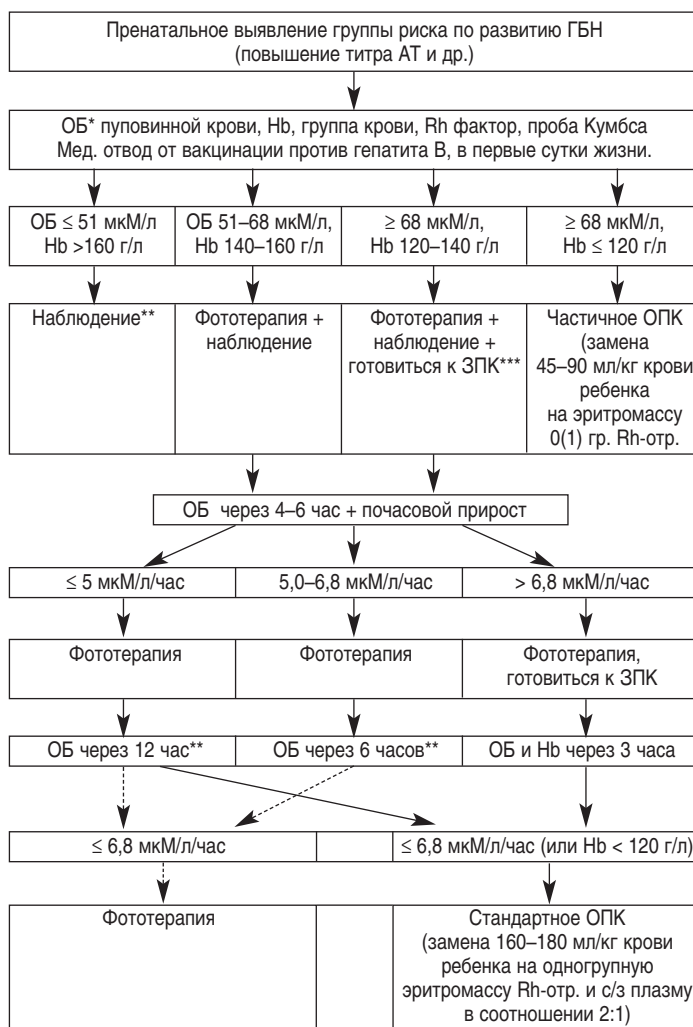 Пренатальное выявление группы риска по развитию ГБН
(повышение титра АТ и др.)
ОБ* пуповинной крови, Hb, группа крови, Rh фактор, проба Кумбса
Мед. отвод от вакцинации против гепатита В, в первые сутки жизни.
ОБ ≤ 51 мкМ/л
Hb >160 г/л
ОБ 51–68 мкМ/л,
Hb 140–160 г/л
≥ 68 мкМ/л,
Hb 120–140 г/л
≥ 68 мкМ/л,
Hb ≤ 120 г/л
Наблюдение**
Фототерапия +
наблюдение
Фототерапия +
наблюдение +
готовиться к ЗПК***
Частичное ОПК
(замена
45–90 мл/кг крови
ребенка
на эритромассу
0(1) гр. Rh-отр.
ОБ через 4–6 час + почасовой прирост
≤ 5 мкМ/л/час
5,0–6,8 мкМ/л/час
> 6,8 мкМ/л/час
Фототерапия
Фототерапия
Фототерапия,
готовиться к ЗПК
ОБ через 12 час**
ОБ через 6 часов**
ОБ и Hb через 3 часа
≤ 6,8 мкМ/л/час
≤ 6,8 мкМ/л/час (или Hb < 120 г/л)
Фототерапия
Стандартное ОПК
(замена 160–180 мл/кг крови
ребенка на одногрупную
эритромассу Rh-отр. и с/з плазму
в соотношении 2:1)